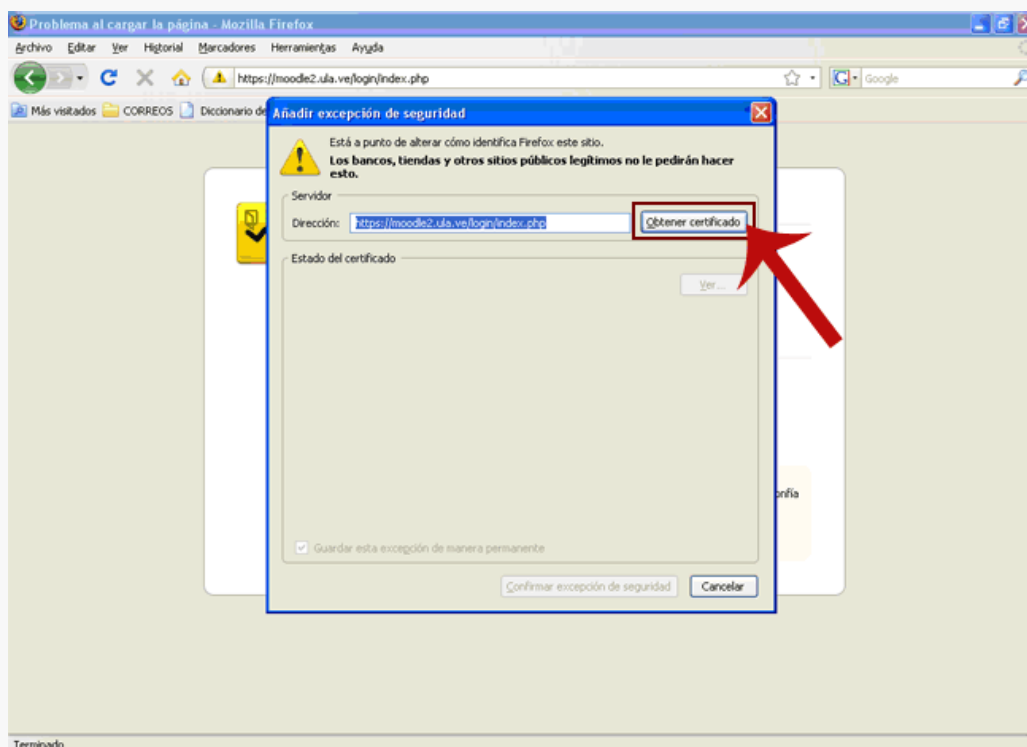 Problema al cargar la página - Mozilla Firefox
Archivo Editar Ver Historial Marcadores Herramientas Ayuda
https://moodle2.ula.ve/login/index.php
Google
Más visitados CORREOS Diccionario de
Añadir excepción de seguridad
Está a punto de alterar cómo identifica Firefox este sitio.
Los bancos, tiendas y otros sitios públicos legítimos no le pedirán hacer
esto.
Servidor
Dirección: https://moodle2.ula.ve/login/index.php Obtener certificado
Estado del certificado
Ver...
onfía
Guardar esta excepción de manera permanente
Confirmar excepción de seguridad Cancelar
Terminado